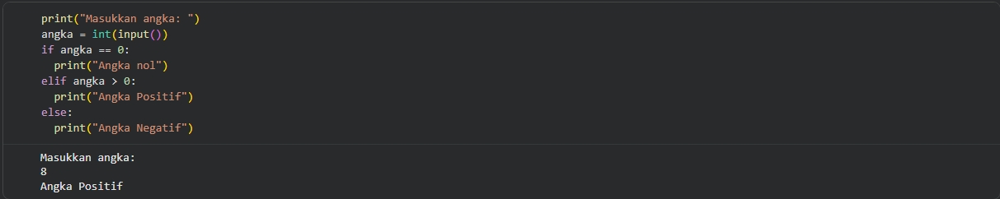 print("Masukkan angka: ")
angka = int(input())
if angka == 0:
  print("Angka nol")
elif angka > 0:
  print("Angka Positif")
else:
  print("Angka Negatif")
Masukkan angka:
8
Angka Positif